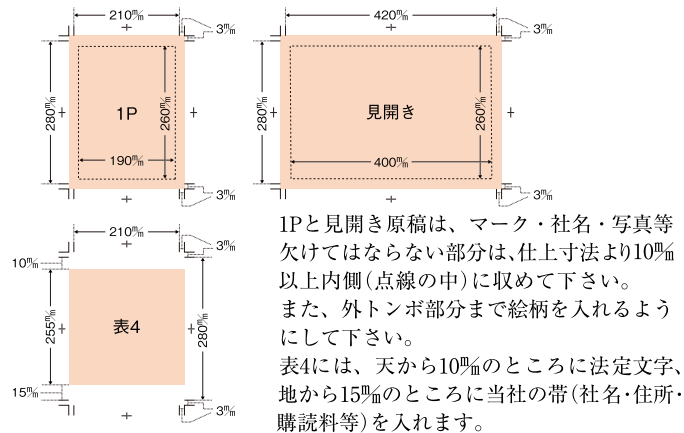 210㎜
3㎜
280㎜
1P
260㎜
190㎜
3㎜
420㎜
3㎜
280㎜
見開き
260㎜
400㎜
3㎜
210㎜
3㎜
10㎜
255㎜
表4
280㎜
15㎜
3㎜
1Pと見開き原稿は、マーク・社名・写真等
欠けてはならない部分は、仕上寸法より10㎜
以上内側（点線の中）に収めて下さい。
また、外トンボ部分まで絵柄を入れるよう
にして下さい。
表4には、天から10㎜のところに法定文字、
地から15㎜のところに当社の帯（社名・住所・
購読料等）を入れます。